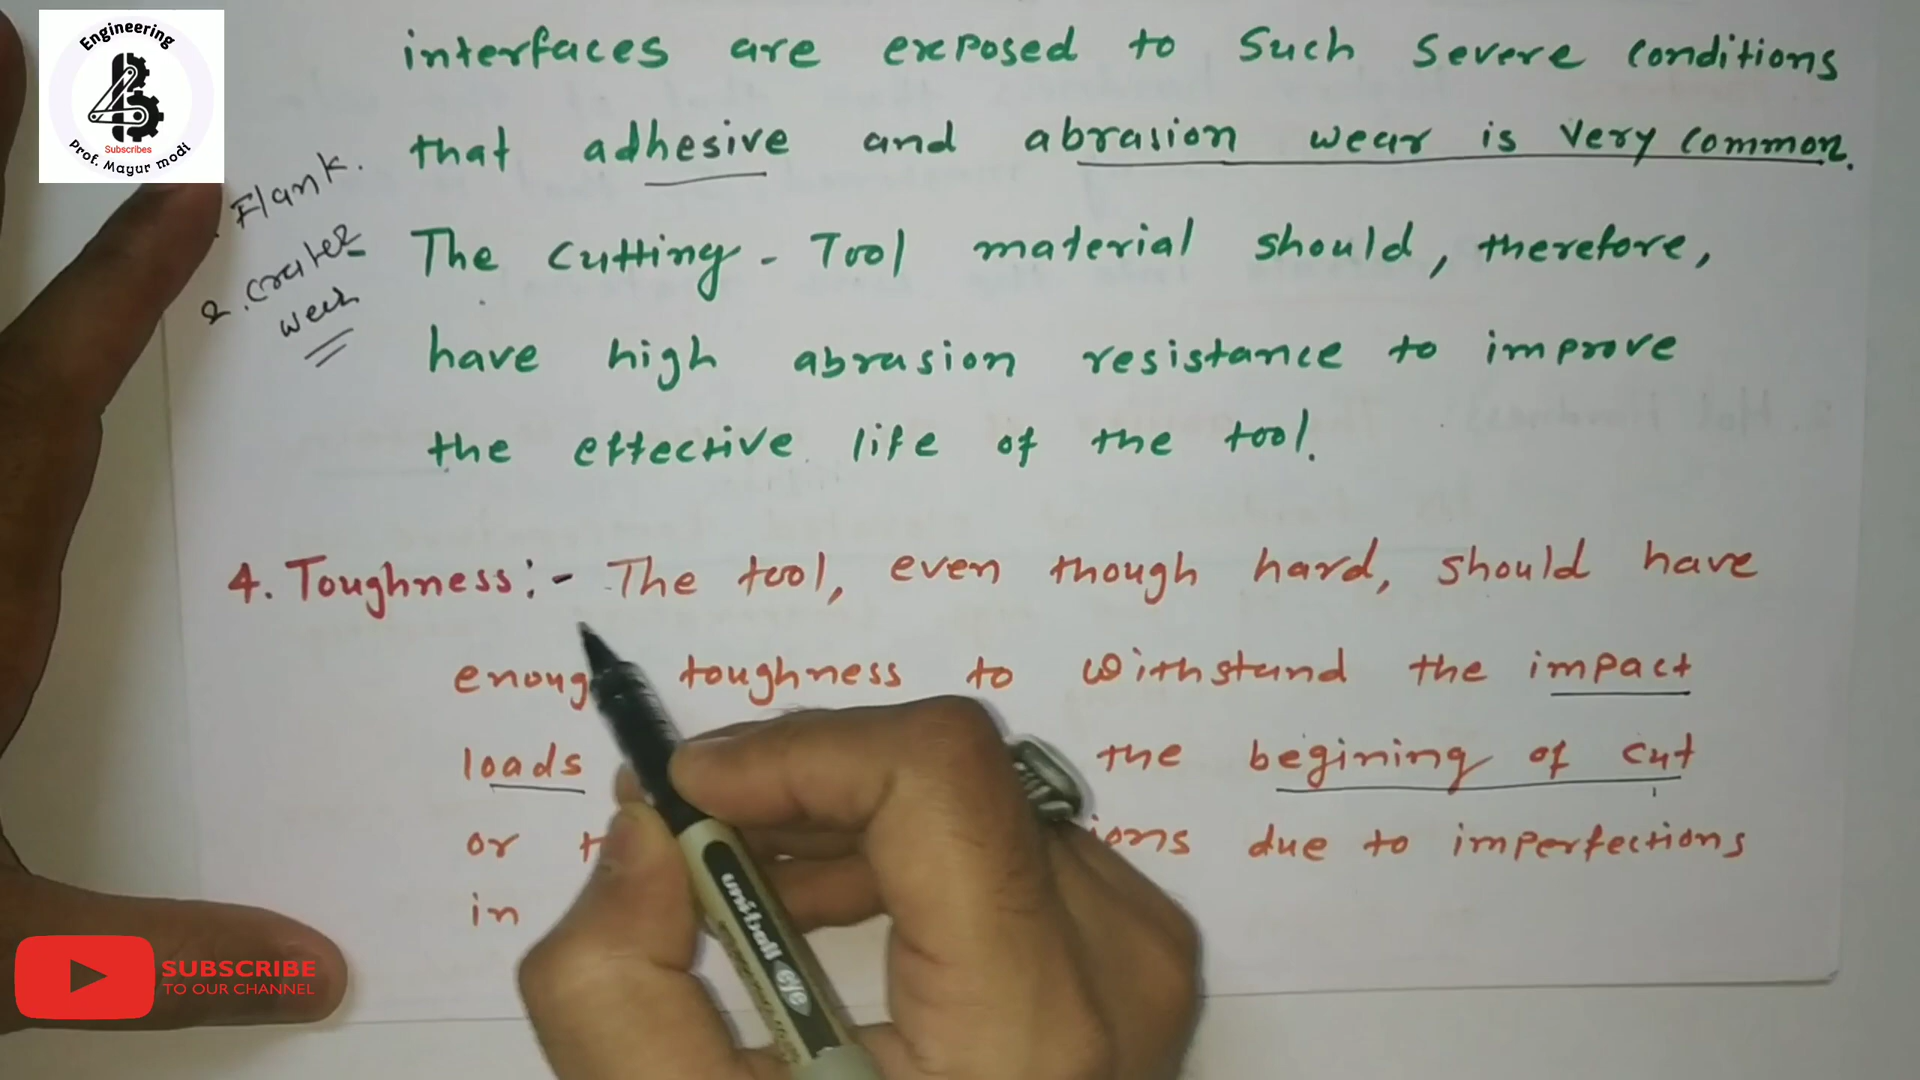 Engineering
Subscribes
Prof. Mayur modi
interfaces are exposed to Such Severe conditions
that adhesive and abrasion wear is very common.
Flank.
The cutting - Tool material should, therefore,
2. crater
wear
have high abrasion resistance to improve
the effective life of the tool.
4. Toughness:- The tool, even though hard, should have
toughness to withstand the impact
loads the begining of cut
or due to imperfections
in
uniball eye
SUBSCRIBE
TO OUR CHANNEL